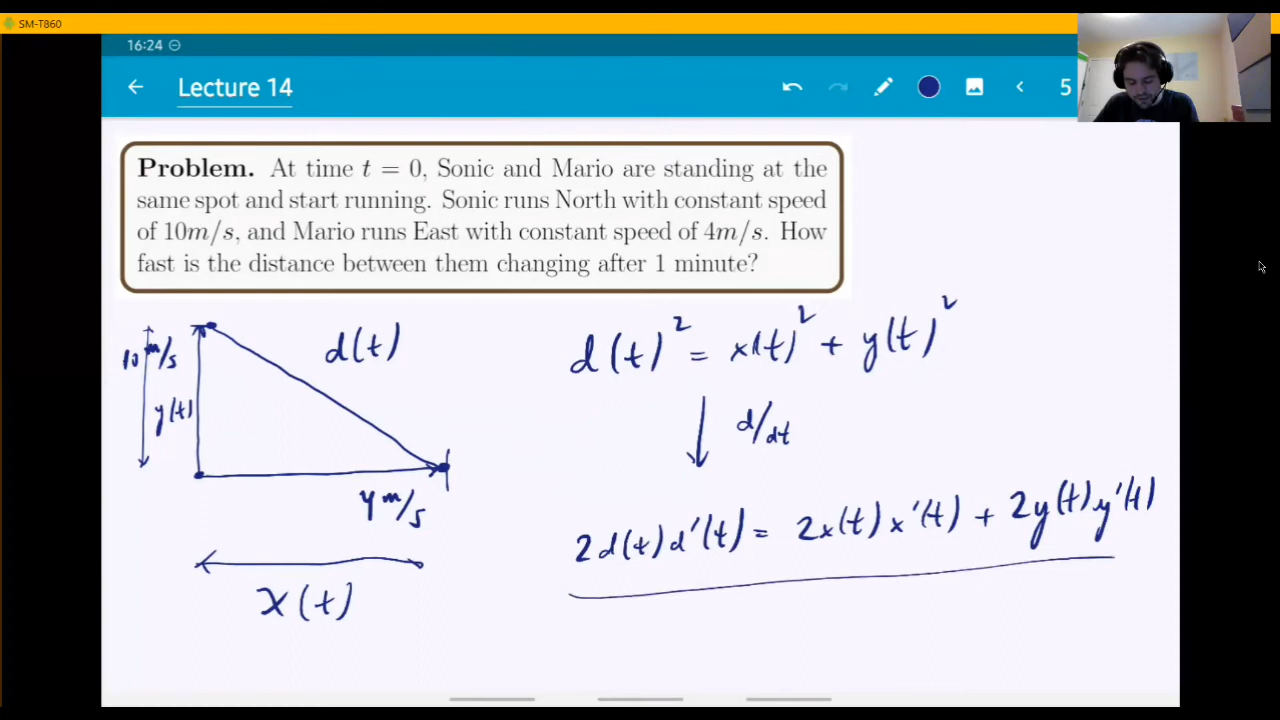 SM-T860
16:24
Lecture 14
5
Problem. At time t = 0, Sonic and Mario are standing at the
same spot and start running. Sonic runs North with constant speed
of 10m/s, and Mario runs East with constant speed of 4m/s. How
fast is the distance between them changing after 1 minute?
d(t)
10 m/s
y(t)
4 m/s
x(t)
d(t)² = x(t)² + y(t)²
d/dt
2d(t)d'(t) = 2x(t)x'(t) + 2y(t)y'(t)